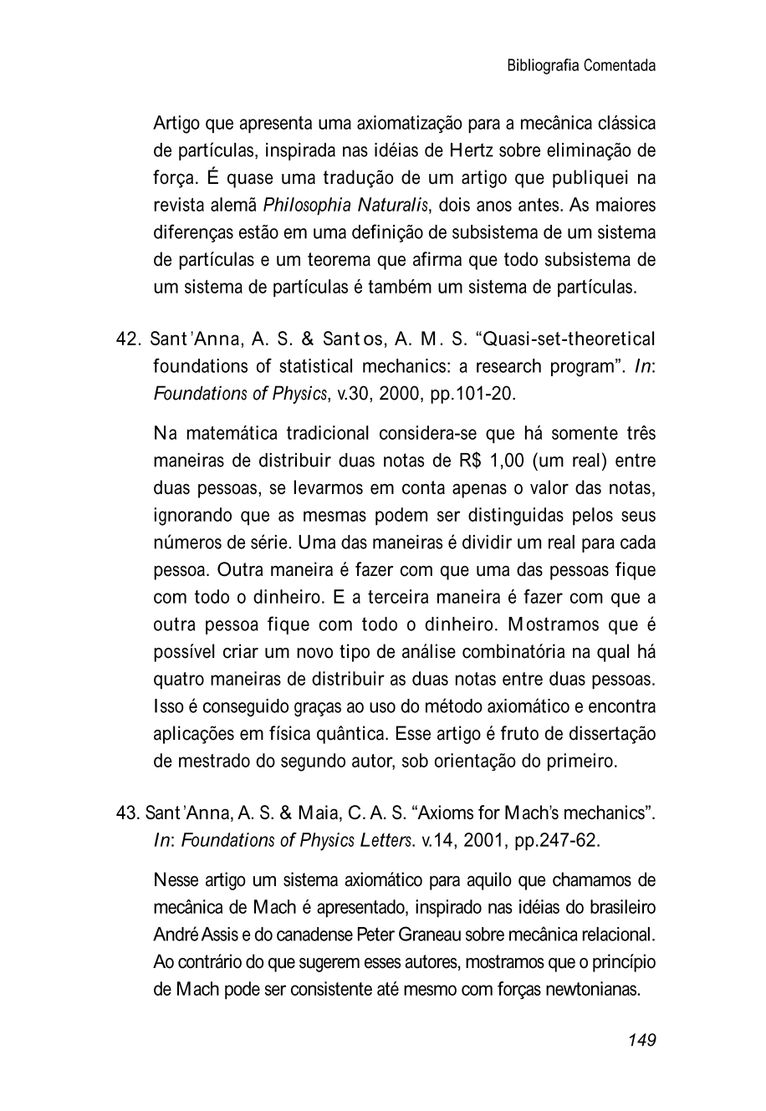 Bibliografia Comentada
Artigo que apresenta uma axiomatização para a mecânica clássica
de partículas, inspirada nas idéias de Hertz sobre eliminação de
força. É quase uma tradução de um artigo que publiquei na
revista alemã Philosophia Naturalis, dois anos antes. As maiores
diferenças estão em uma definição de subsistema de um sistema
de partículas e um teorema que afirma que todo subsistema de
um sistema de partículas é também um sistema de partículas.
42. Sant’Anna, A. S. & Santos, A. M. S. “Quasi-set-theoretical
foundations of statistical mechanics: a research program”. In:
Foundations of Physics, v.30, 2000, pp.101-20.
Na matemática tradicional considera-se que há somente três
maneiras de distribuir duas notas de R$ 1,00 (um real) entre
duas pessoas, se levarmos em conta apenas o valor das notas,
ignorando que as mesmas podem ser distinguidas pelos seus
números de série. Uma das maneiras é dividir um real para cada
pessoa. Outra maneira é fazer com que uma das pessoas fique
com todo o dinheiro. E a terceira maneira é fazer com que a
outra pessoa fique com todo o dinheiro. Mostramos que é
possível criar um novo tipo de análise combinatória na qual há
quatro maneiras de distribuir as duas notas entre duas pessoas.
Isso é conseguido graças ao uso do método axiomático e encontra
aplicações em física quântica. Esse artigo é fruto de dissertação
de mestrado do segundo autor, sob orientação do primeiro.
43. Sant’Anna, A. S. & Maia, C. A. S. “Axioms for Mach’s mechanics”.
In: Foundations of Physics Letters. v.14, 2001, pp.247-62.
Nesse artigo um sistema axiomático para aquilo que chamamos de
mecânica de Mach é apresentado, inspirado nas idéias do brasileiro
André Assis e do canadense Peter Graneau sobre mecânica relacional.
Ao contrário do que sugerem esses autores, mostramos que o princípio
de Mach pode ser consistente até mesmo com forças newtonianas.
149